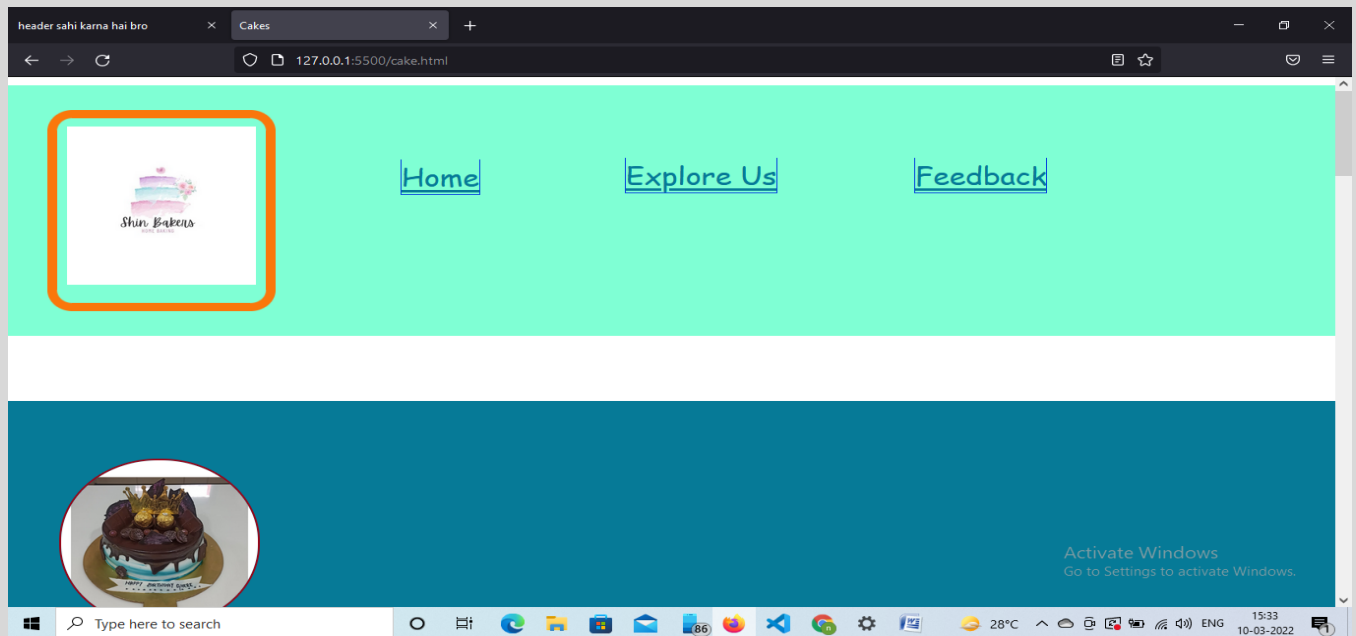 header sahi karna hai bro
Cakes
127.0.0.1:5500/cake.html
Home
Explore Us
Feedback
Shin Bakers
HOME BAKING
HAPPY BIRTHDAY
Activate Windows
Go to Settings to activate Windows.
Type here to search
86
28°C
ENG
15:33
10-03-2022
1